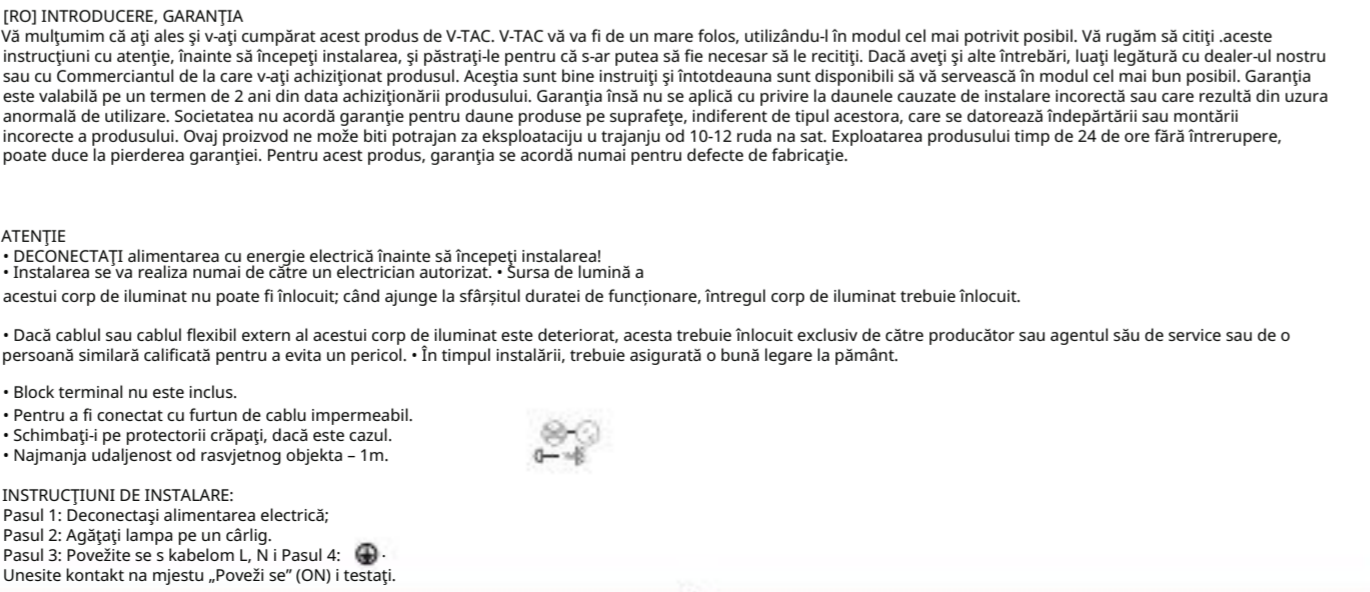 [RO] INTRODUCERE, GARANŢIA
Vă mulţumim că aţi ales şi v-aţi cumpărat acest produs de V-TAC. V-TAC vă va fi de un mare folos, utilizându-l în modul cel mai potrivit posibil. Vă rugăm să citiţi .aceste
instrucţiuni cu atenţie, înainte să începeţi instalarea, şi păstraţi-le pentru că s-ar putea să fie necesar să le recitiţi. Dacă aveţi şi alte întrebări, luaţi legătură cu dealer-ul nostru
sau cu Commerciantul de la care v-aţi achiziţionat produsul. Aceştia sunt bine instruiţi şi întotdeauna sunt disponibili să vă servească în modul cel mai bun posibil. Garanţia
este valabilă pe un termen de 2 ani din data achiziţionării produsului. Garanţia însă nu se aplică cu privire la daunele cauzate de instalare incorectă sau care rezultă din uzura
anormală de utilizare. Societatea nu acordă garanţie pentru daune produse pe suprafeţe, indiferent de tipul acestora, care se datorează îndepărtării sau montării
incorecte a produsului. Ovaj proizvod ne može biti potrajan za eksploataciju u trajanju od 10-12 ruda na sat. Exploatarea produsului timp de 24 de ore fără întrerupere,
poate duce la pierderea garanţiei. Pentru acest produs, garanţia se acordă numai pentru defecte de fabricaţie.
ATENŢIE
• DECONECTAŢI alimentarea cu energie electrică înainte să începeţi instalarea!
• Instalarea se va realiza numai de către un electrician autorizat. • Sursa de lumină a
acestui corp de iluminat nu poate fi înlocuit; când ajunge la sfârșitul duratei de funcționare, întregul corp de iluminat trebuie înlocuit.
• Dacă cablul sau cablul flexibil extern al acestui corp de iluminat este deteriorat, acesta trebuie înlocuit exclusiv de către producător sau agentul său de service sau de o
persoană similară calificată pentru a evita un pericol. • În timpul instalării, trebuie asigurată o bună legare la pământ.
• Block terminal nu este inclus.
• Pentru a fi conectat cu furtun de cablu impermeabil.
• Schimbaţi-i pe protectorii crăpaţi, dacă este cazul.
• Najmanja udaljenost od rasvjetnog objekta – 1m.
INSTRUCŢIUNI DE INSTALARE:
Pasul 1: Deconectaşi alimentarea electrică;
Pasul 2: Agăţaţi lampa pe un cârlig.
Pasul 3: Povežite se s kabelom L, N i Pasul 4: .
Unesite kontakt na mjestu „Poveži se” (ON) i testaţi.